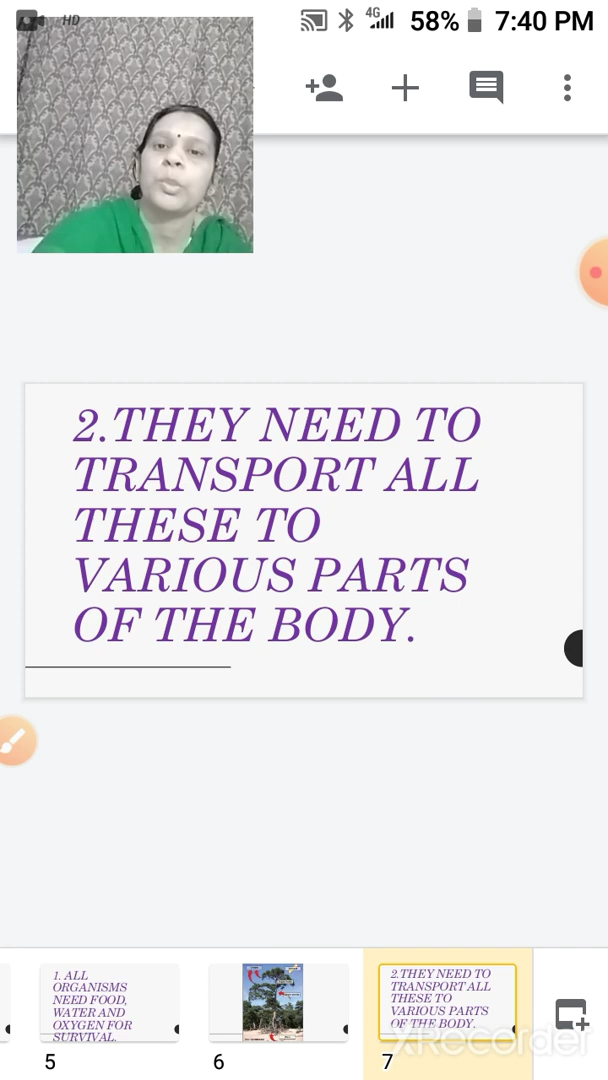 HD
4G 58% 7:40 PM
2.THEY NEED TO
TRANSPORT ALL
THESE TO
VARIOUS PARTS
OF THE BODY.
1. ALL
ORGANISMS
NEED FOOD,
WATER AND
OXYGEN FOR
SURVIVAL.
2.THEY NEED TO
TRANSPORT ALL
THESE TO
VARIOUS PARTS
OF THE BODY.
5
6
7
XRecorder